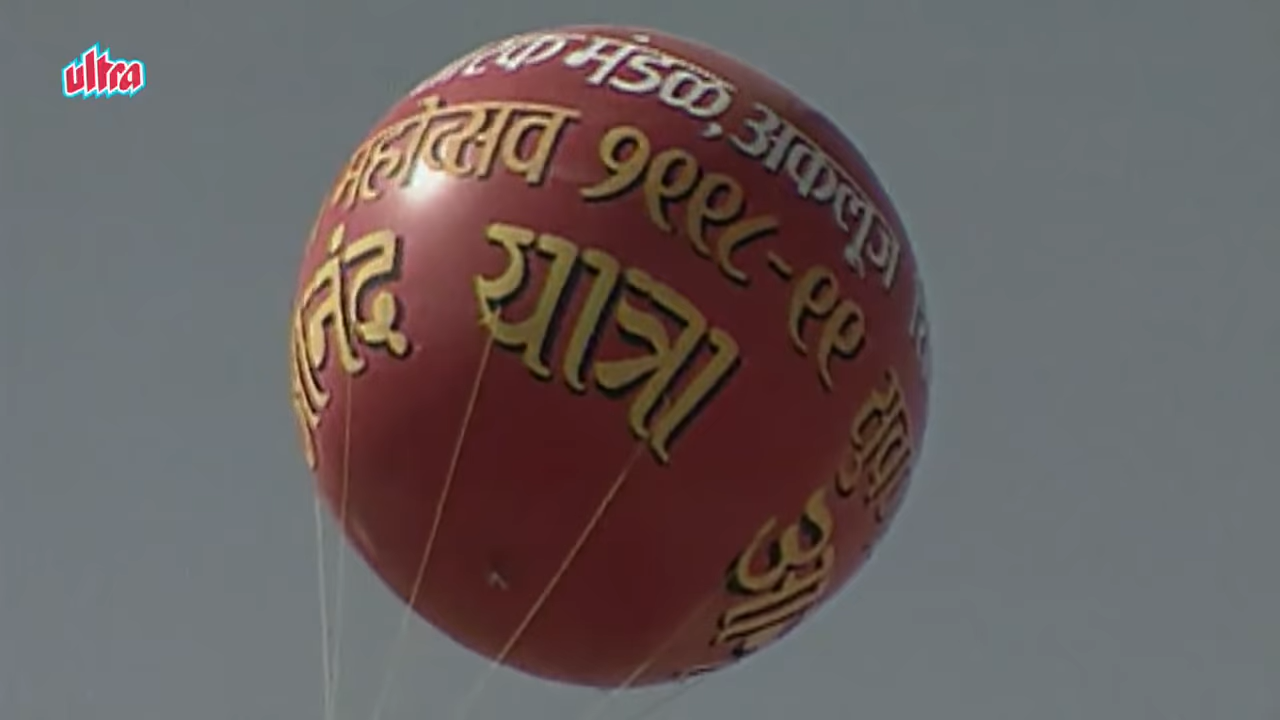 ultra
मंडळ, अकलूज
महोत्सव १९९८-९९
आनंद यात्रा